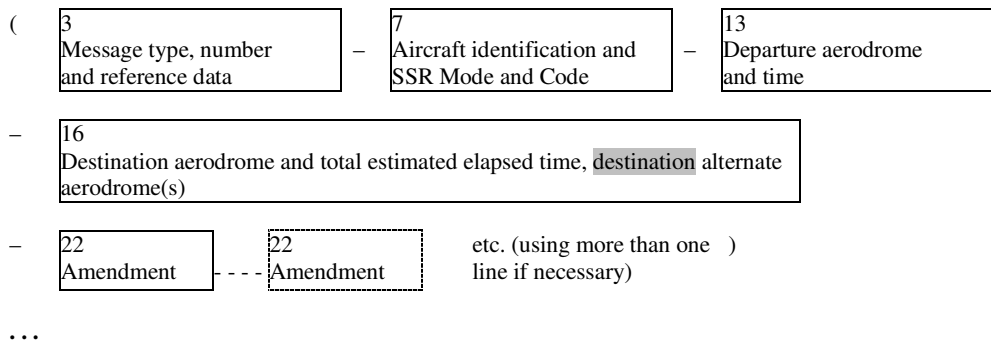 ( 3 7 13
Message type, number – Aircraft identification and – Departure aerodrome
and reference data SSR Mode and Code and time
– 16
Destination aerodrome and total estimated elapsed time, destination alternate
aerodrome(s)
– 22 22 etc. (using more than one )
Amendment - - - - Amendment line if necessary)
. . .